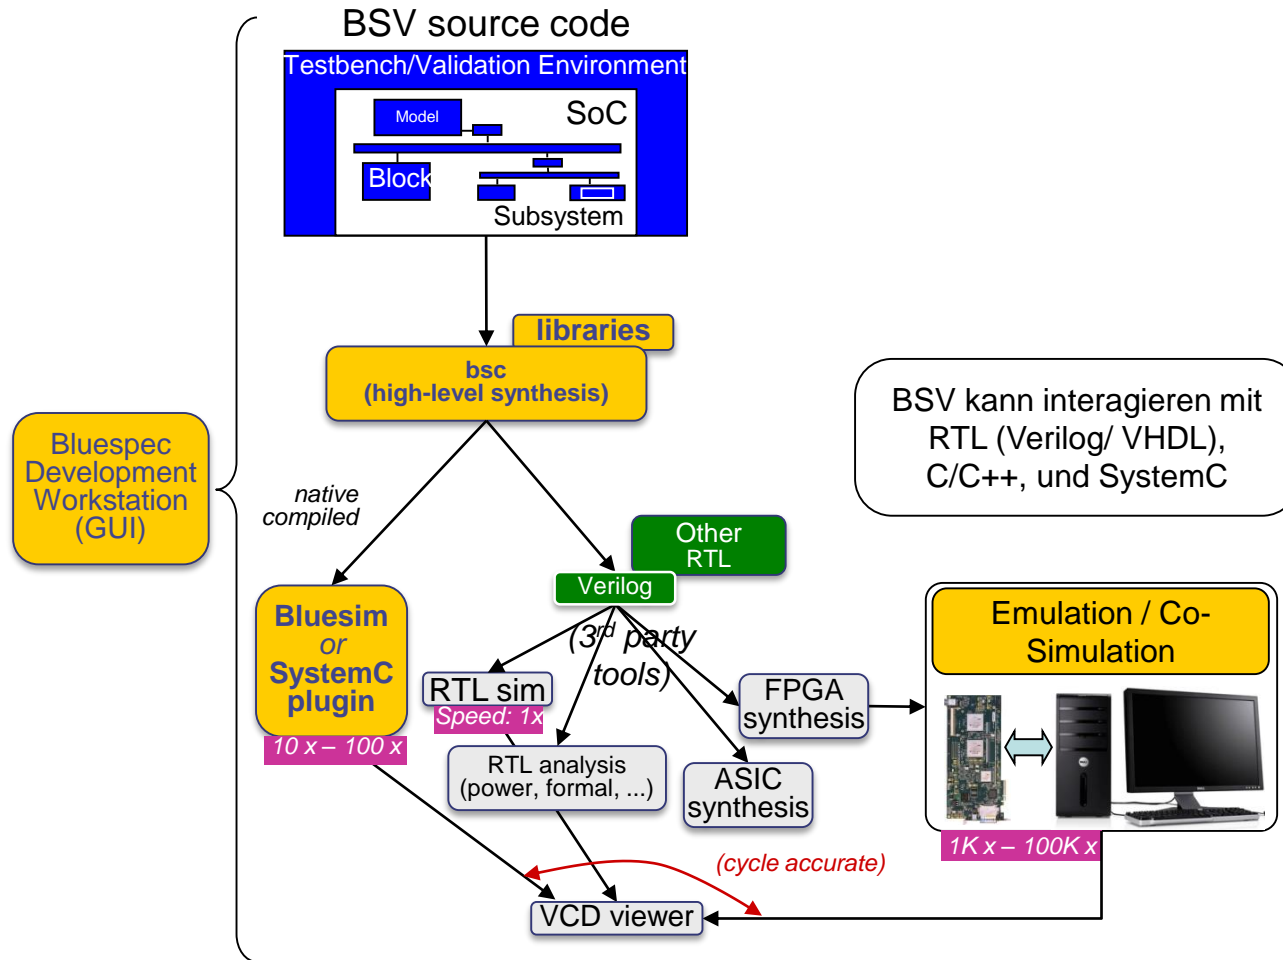 BSV source code
Testbench/Validation Environment
Model
SoC
Block
Subsystem
libraries
bsc
(high-level synthesis)
BSV kann interagieren mit
RTL (Verilog/ VHDL),
C/C++, und SystemC
Bluespec
Development
Workstation
(GUI)
native
compiled
Other
RTL
Verilog
Bluesim
or
SystemC
plugin
10 x – 100 x
(3rd party
tools)
RTL sim
Speed: 1x
RTL analysis
(power, formal, ...)
FPGA
synthesis
ASIC
synthesis
Emulation / Co-
Simulation
1K x – 100K x
(cycle accurate)
VCD viewer